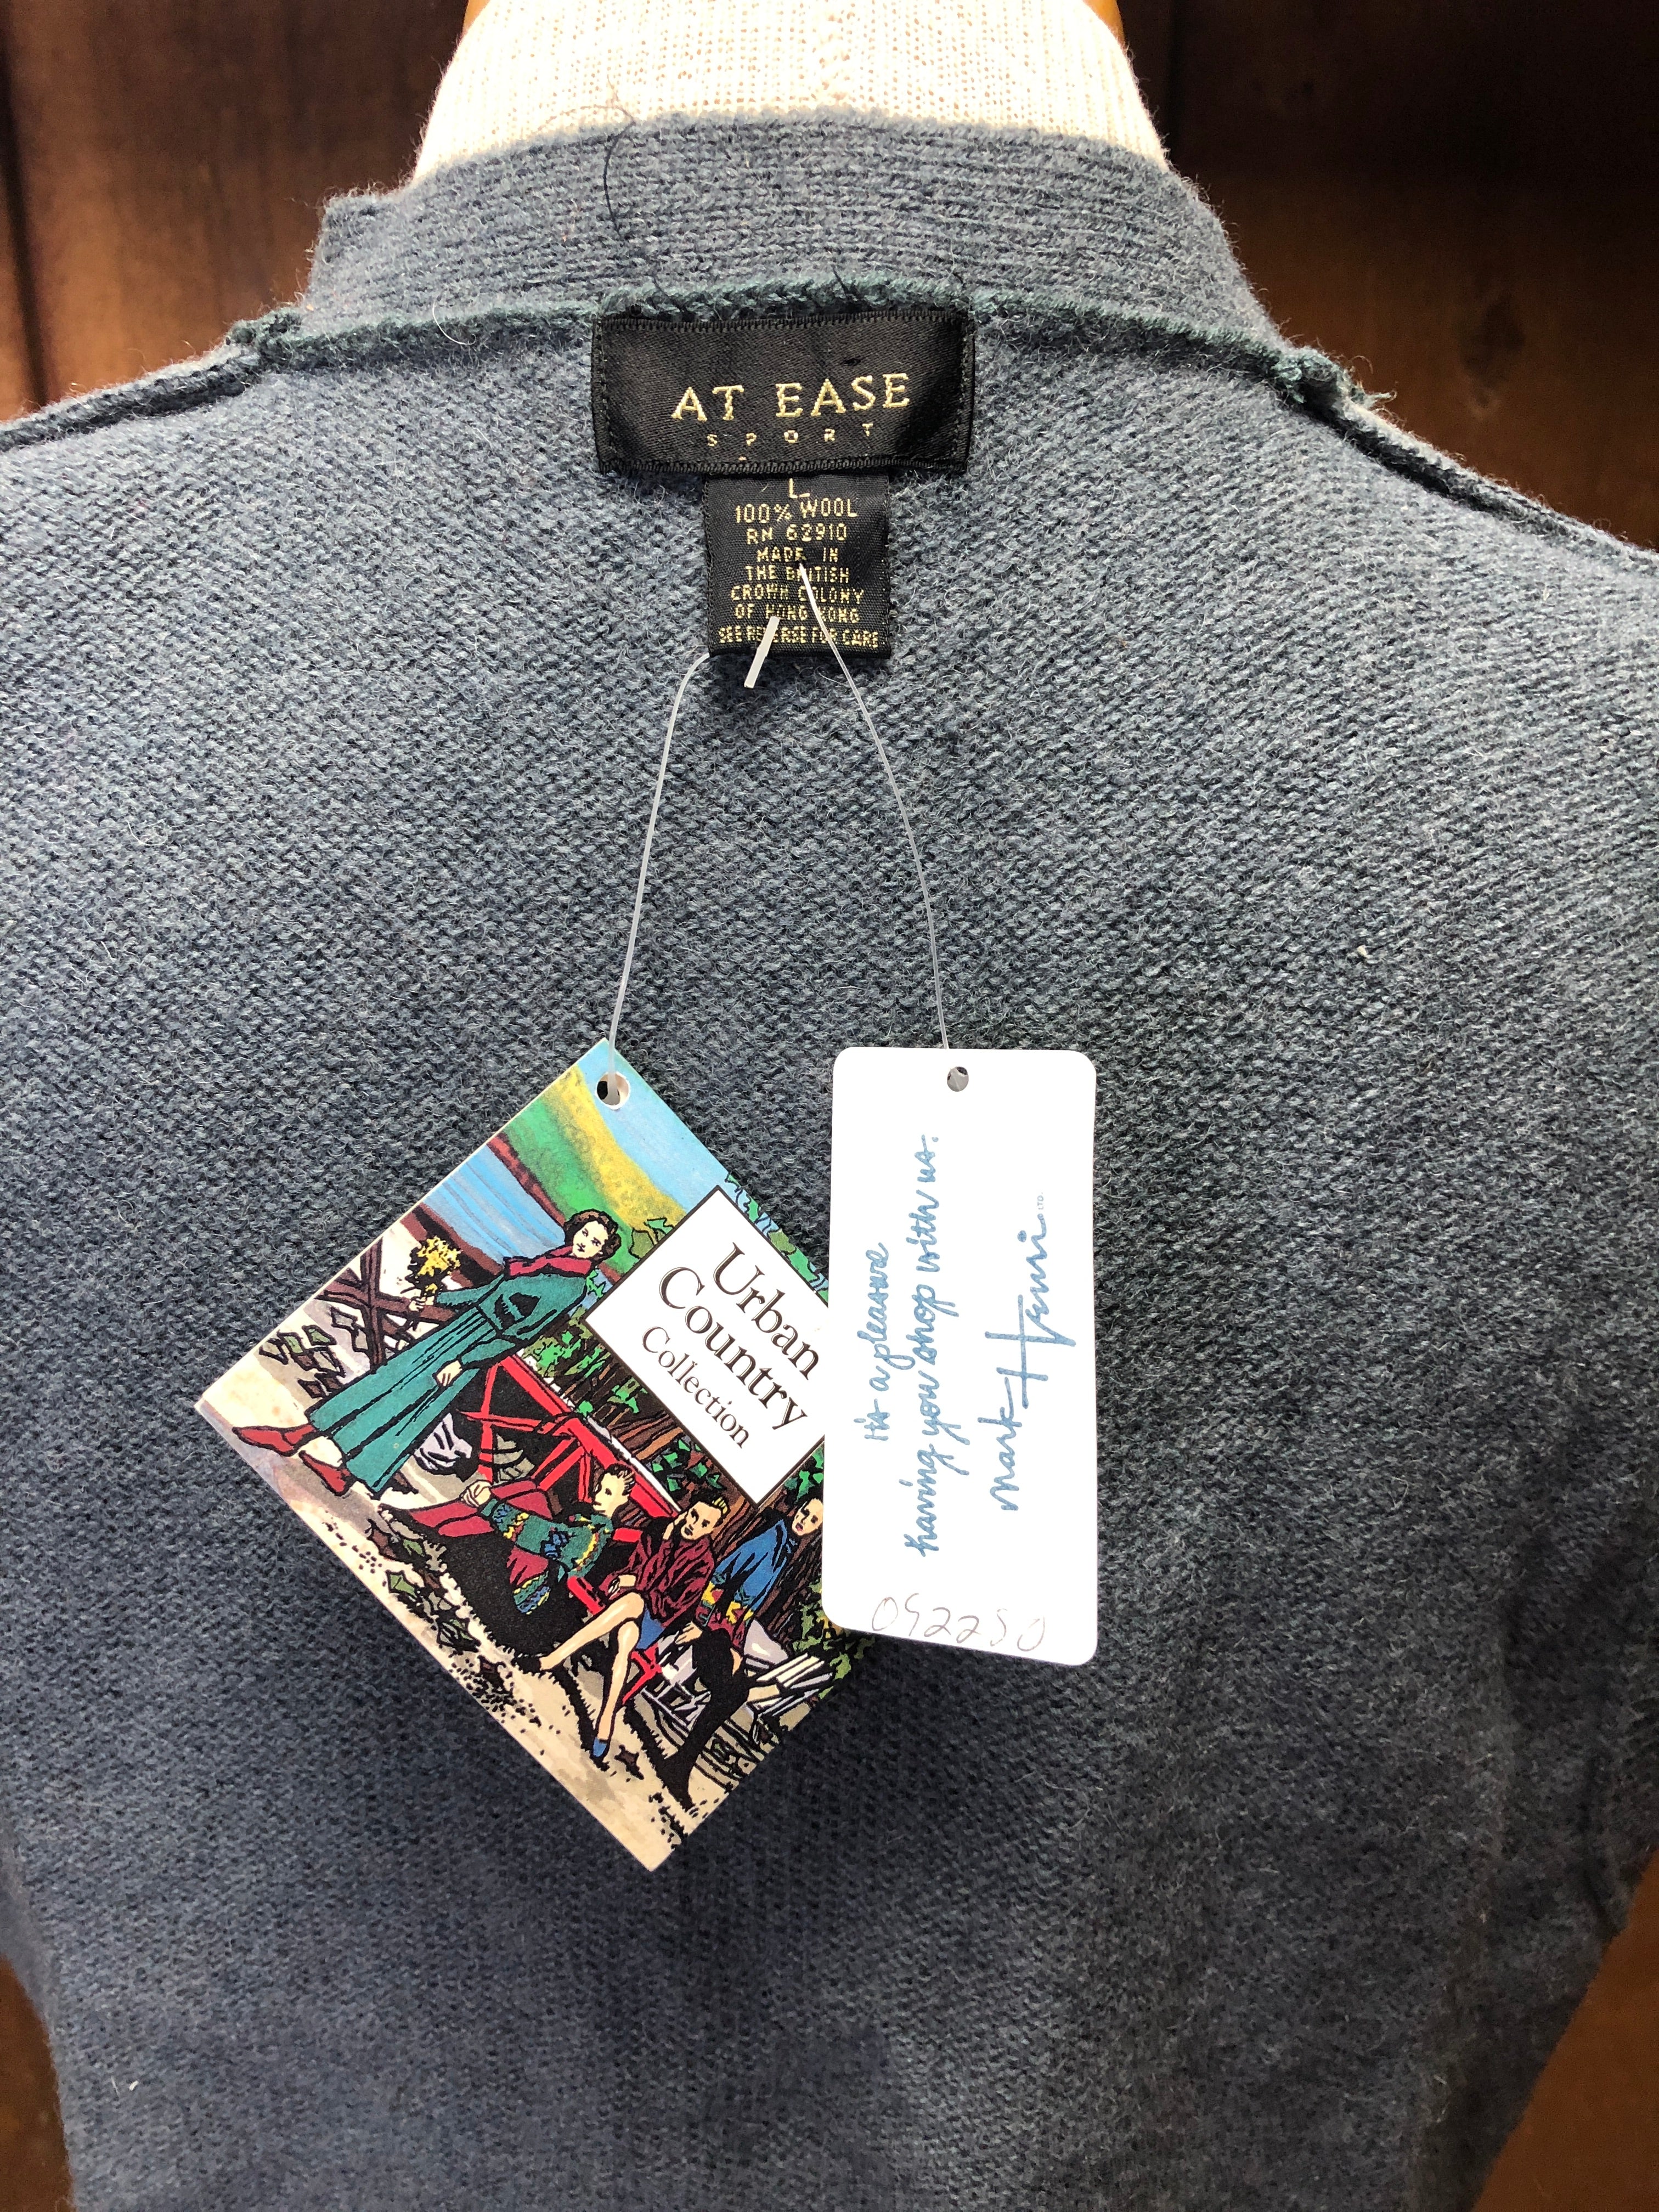 AT EASE
SPORT
L
100% WOOL
RN 62910
MADE IN
THE BRITISH
CROWN COLONY
OF HONG KONG
SEE REVERSE FOR CARE
Urban
Country
Collection
it's a pleasure
having you shop with us.
mark Henri LTD.
092250